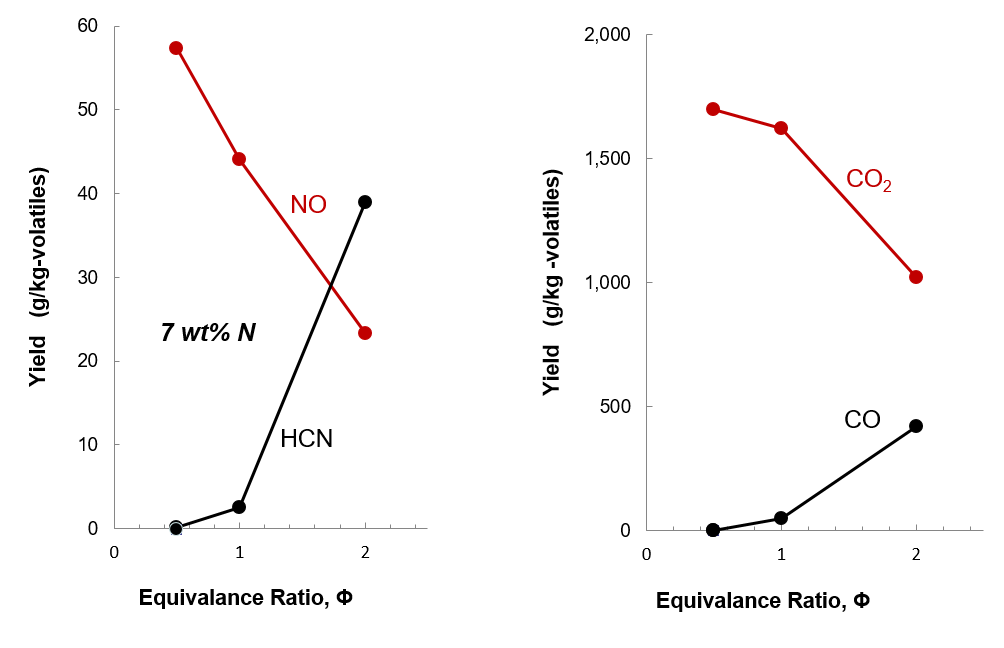 60
50
40
30
20
10
0
0
1
2
Yield (g/kg-volatiles)
NO
7 wt% N
HCN
Equivalance Ratio, Φ
2,000
1,500
1,000
500
0
0
1
2
Yield (g/kg -volatiles)
CO₂
CO
Equivalance Ratio, Φ